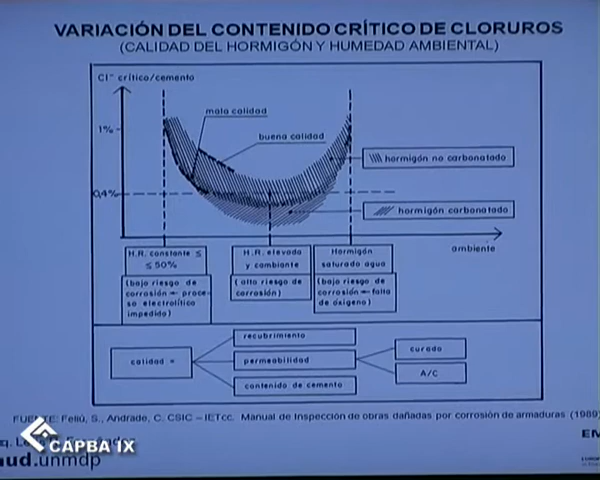 VARIACIÓN DEL CONTENIDO CRÍTICO DE CLORUROS
(CALIDAD DEL HORMIGÓN Y HUMEDAD AMBIENTAL)
Cl⁻ crítico/cemento
mala calidad
buena calidad
1%
hormigón no carbonatado
0,4%
hormigón carbonatado
ambiente
H.R. constante ≤
≤ 50%
(bajo riesgo de
corrosión – proce-
so electrolítico
impedido)
H.R. elevada
y cambiante
(alto riesgo de
corrosión)
Hormigón
saturado agua
(bajo riesgo de
corrosión – falta
de óxigeno)
calidad =
recubrimiento
permeabilidad
contenido de cemento
curado
A/C
FUENTE: Feliú, S., Andrade, C. CSIC – IETcc. Manual de Inspección de obras dañadas por corrosión de armaduras (1989)
CAPBA IX
EM
aud.unmdp